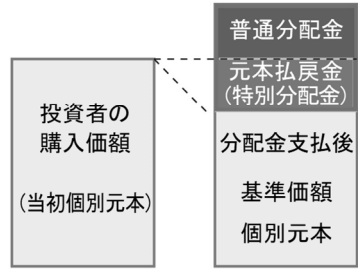 投資者の
購入価額
(当初個別元本)
普通分配金
元本払戻金
(特別分配金)
分配金支払後
基準価額
個別元本